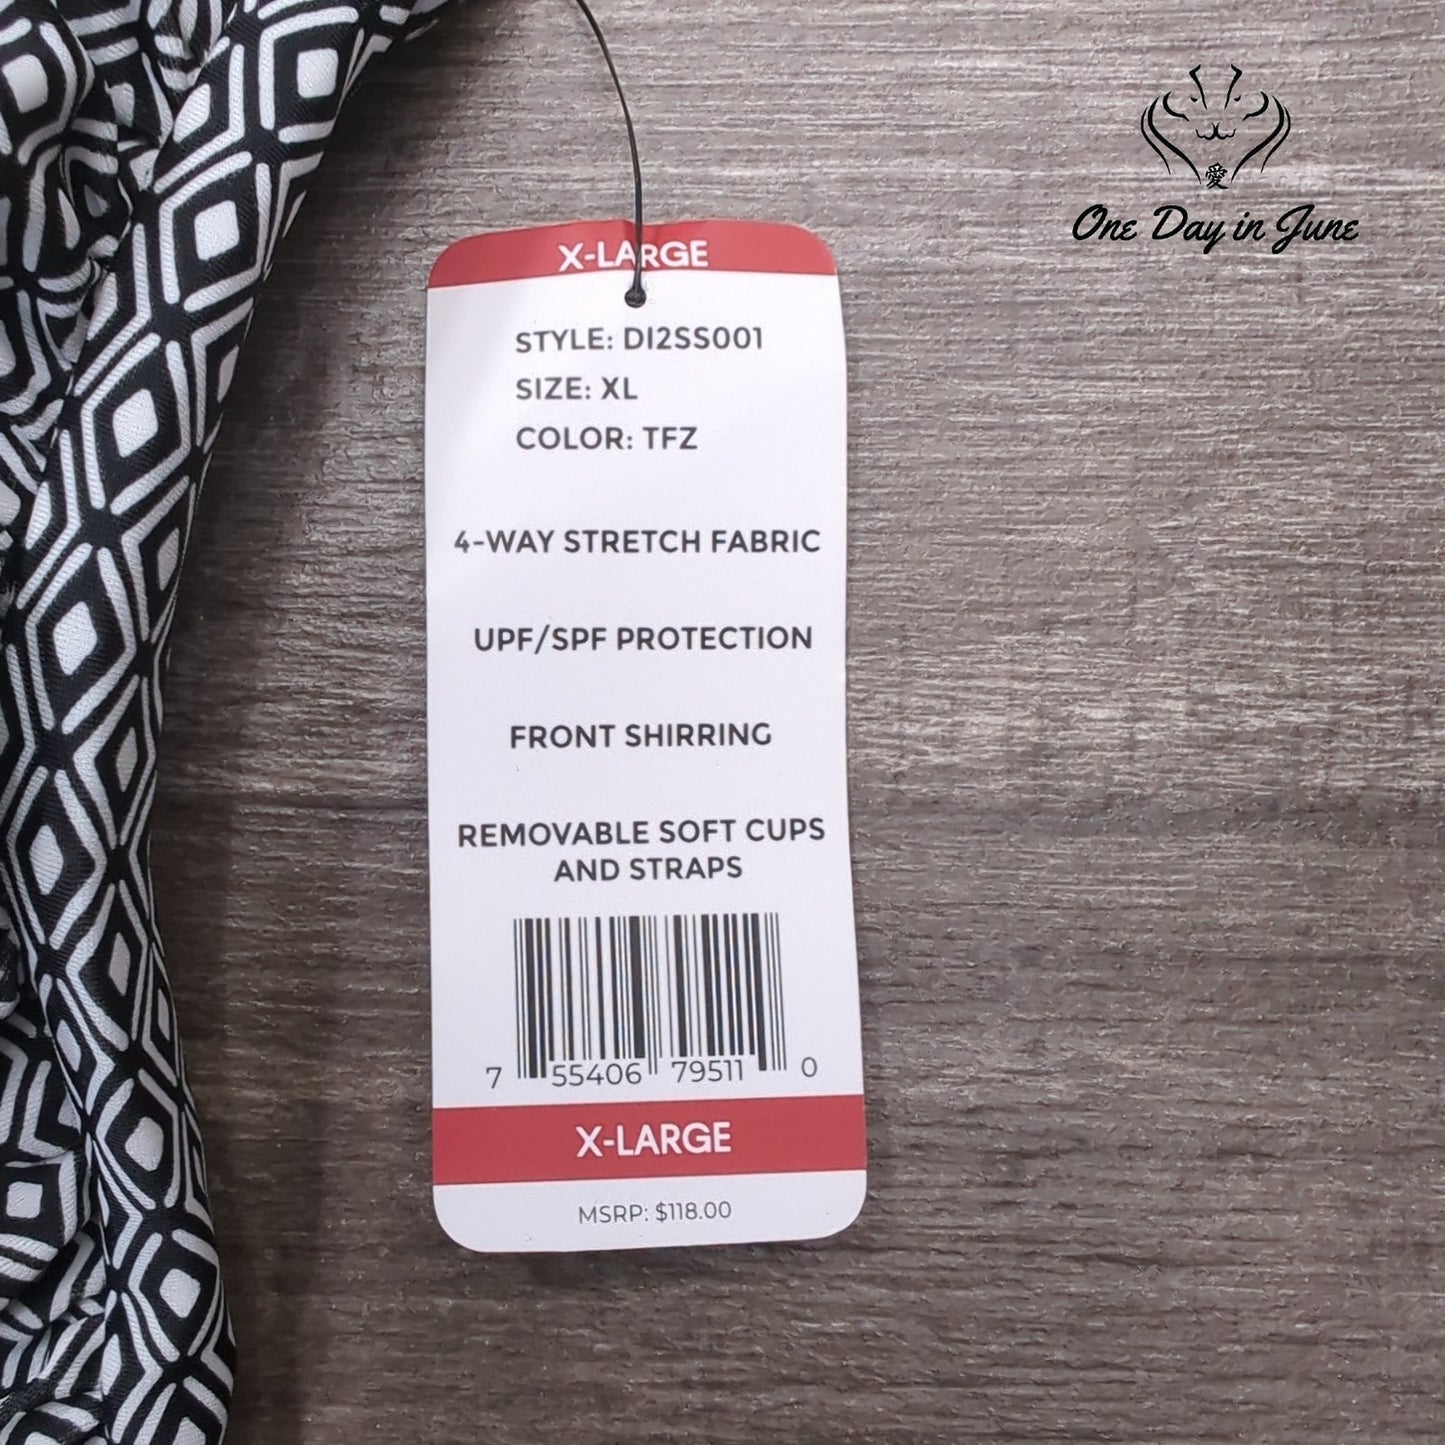 愛
One Day in June
X-LARGE
STYLE: DI2SS001
SIZE: XL
COLOR: TFZ
4-WAY STRETCH FABRIC
UPF/SPF PROTECTION
FRONT SHIRRING
REMOVABLE SOFT CUPS
AND STRAPS
7 55406 79511 0
X-LARGE
MSRP: $118.00